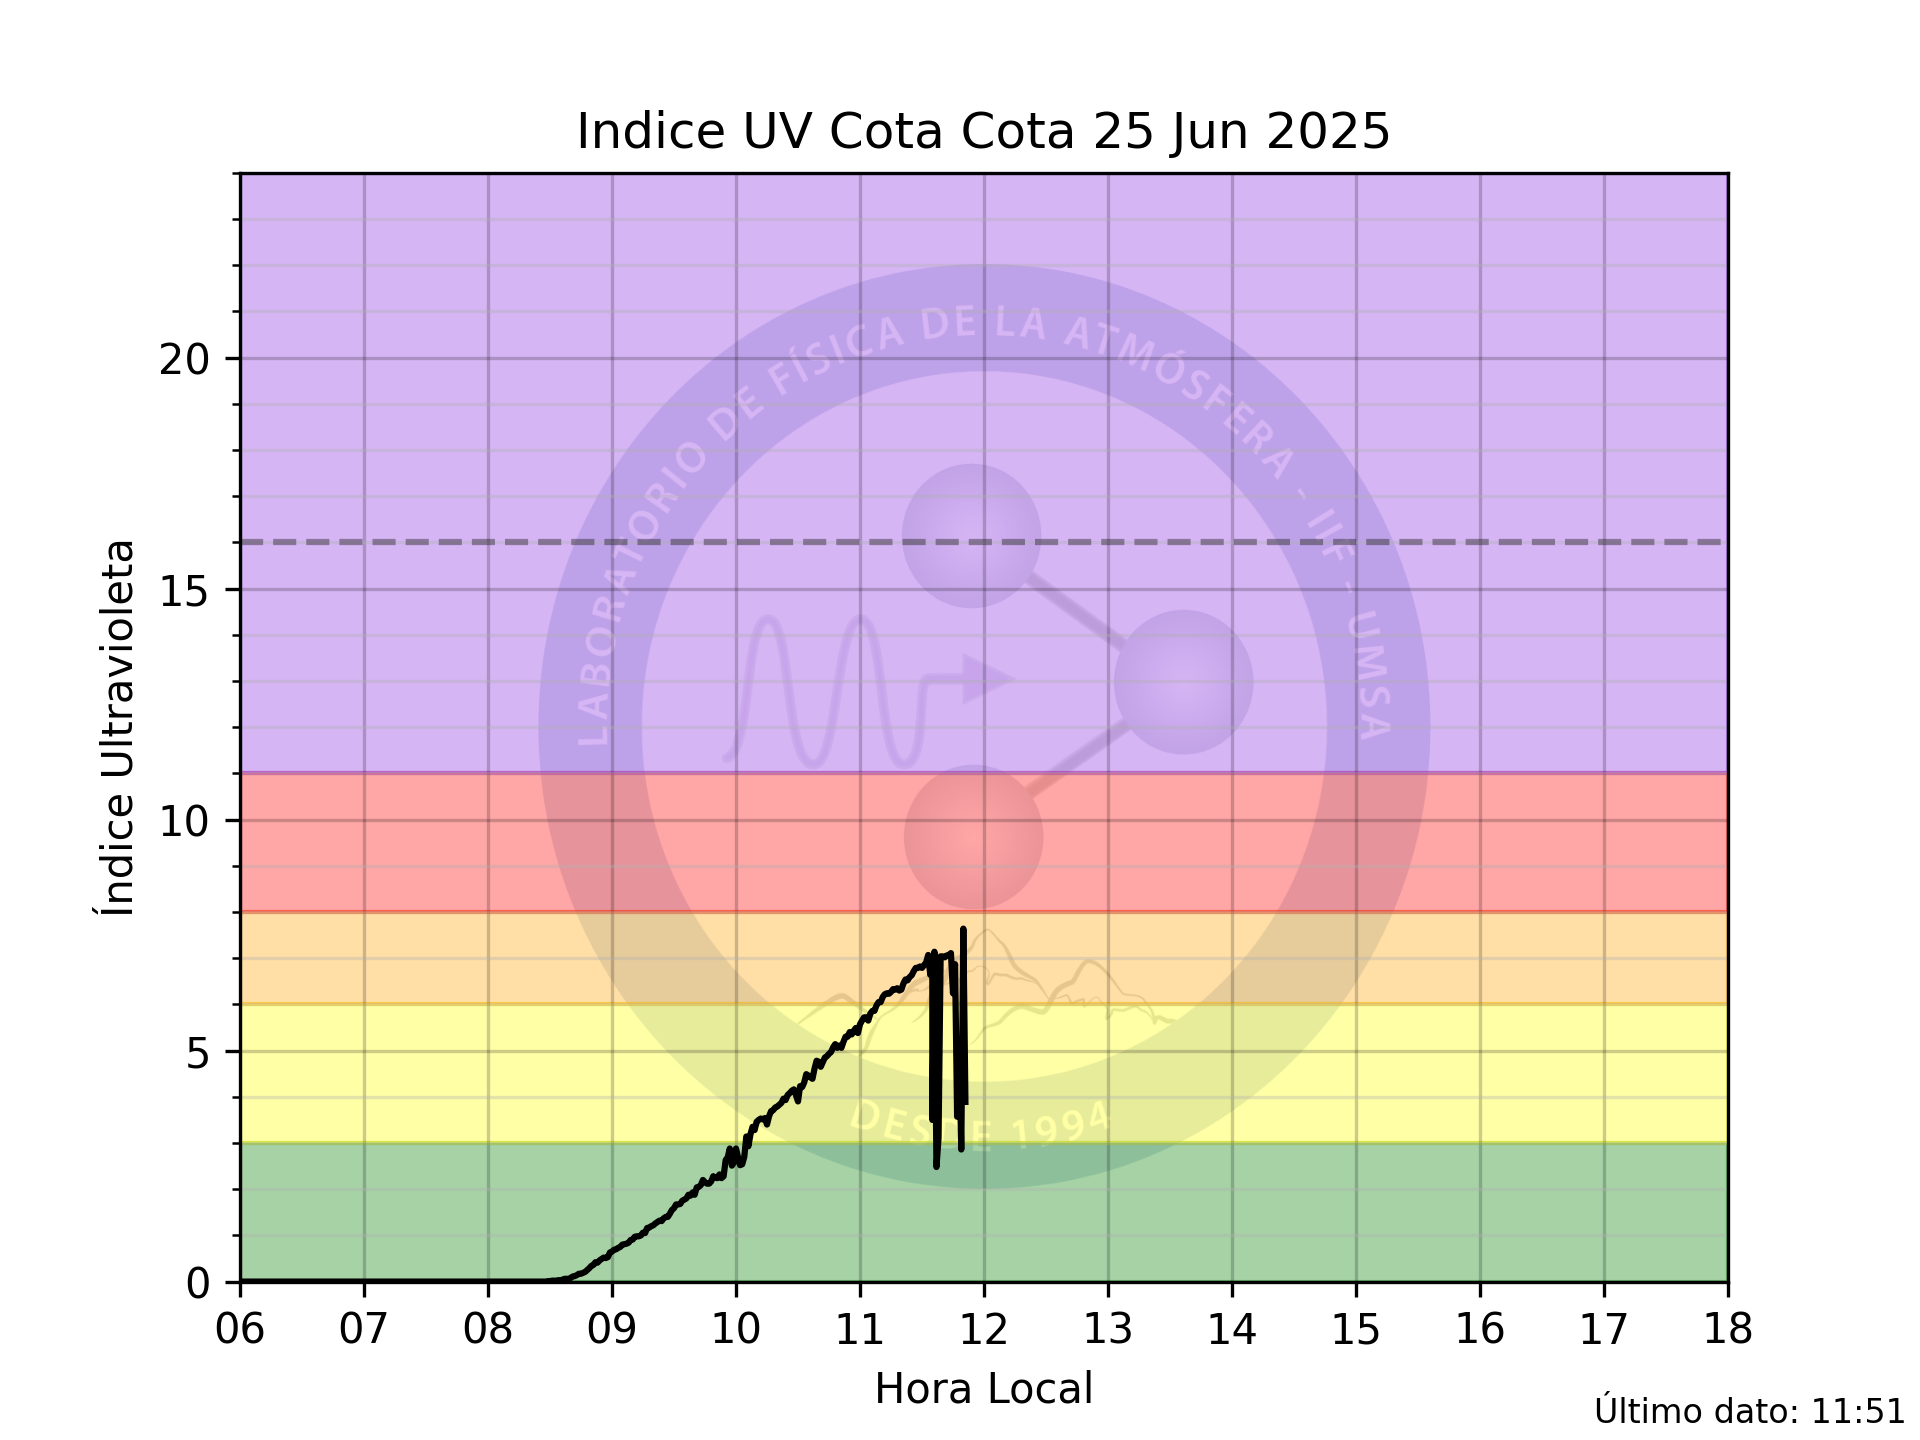 Indice UV Cota Cota 25 Jun 2025
LABORATORIO DE FÍSICA DE LA ATMÓSFERA - IIF - UMSA
DESDE 1994
Índice Ultravioleta
20
15
10
5
0
06 07 08 09 10 11 12 13 14 15 16 17 18
Hora Local
Último dato: 11:51